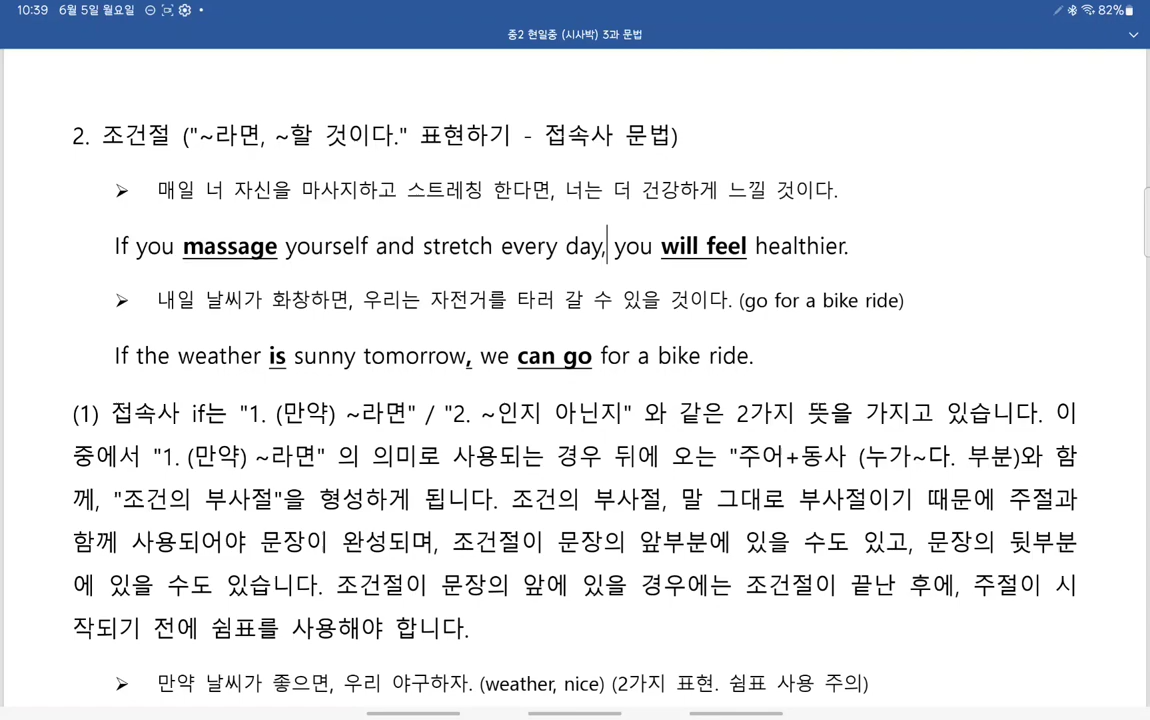 10:39 6월 5일 월요일
82%
중2 현일중 (시사박) 3과 문법
2. 조건절 ("~라면, ~할 것이다." 표현하기 - 접속사 문법)
➢ 매일 너 자신을 마사지하고 스트레칭 한다면, 너는 더 건강하게 느낄 것이다.
If you massage yourself and stretch every day, you will feel healthier.
➢ 내일 날씨가 화창하면, 우리는 자전거를 타러 갈 수 있을 것이다. (go for a bike ride)
If the weather is sunny tomorrow, we can go for a bike ride.
(1) 접속사 if는 "1. (만약) ~라면" / "2. ~인지 아닌지" 와 같은 2가지 뜻을 가지고 있습니다. 이
중에서 "1. (만약) ~라면" 의 의미로 사용되는 경우 뒤에 오는 "주어+동사 (누가~다. 부분)와 함
께, "조건의 부사절"을 형성하게 됩니다. 조건의 부사절, 말 그대로 부사절이기 때문에 주절과
함께 사용되어야 문장이 완성되며, 조건절이 문장의 앞부분에 있을 수도 있고, 문장의 뒷부분
에 있을 수도 있습니다. 조건절이 문장의 앞에 있을 경우에는 조건절이 끝난 후에, 주절이 시
작되기 전에 쉼표를 사용해야 합니다.
➢ 만약 날씨가 좋으면, 우리 야구하자. (weather, nice) (2가지 표현. 쉼표 사용 주의)